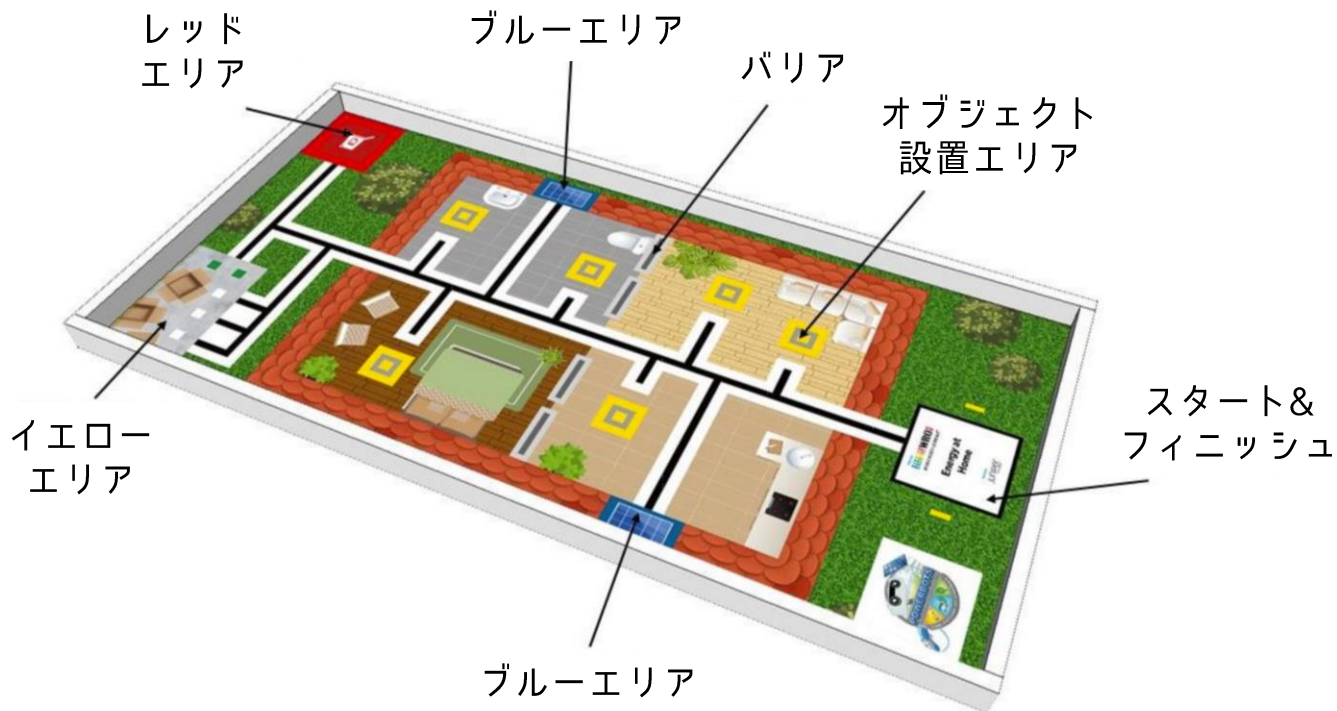 レッド
エリア
ブルーエリア
バリア
オブジェクト
設置エリア
スタート&
フィニッシュ
イエロー
エリア
Energy at
Home
ブルーエリア